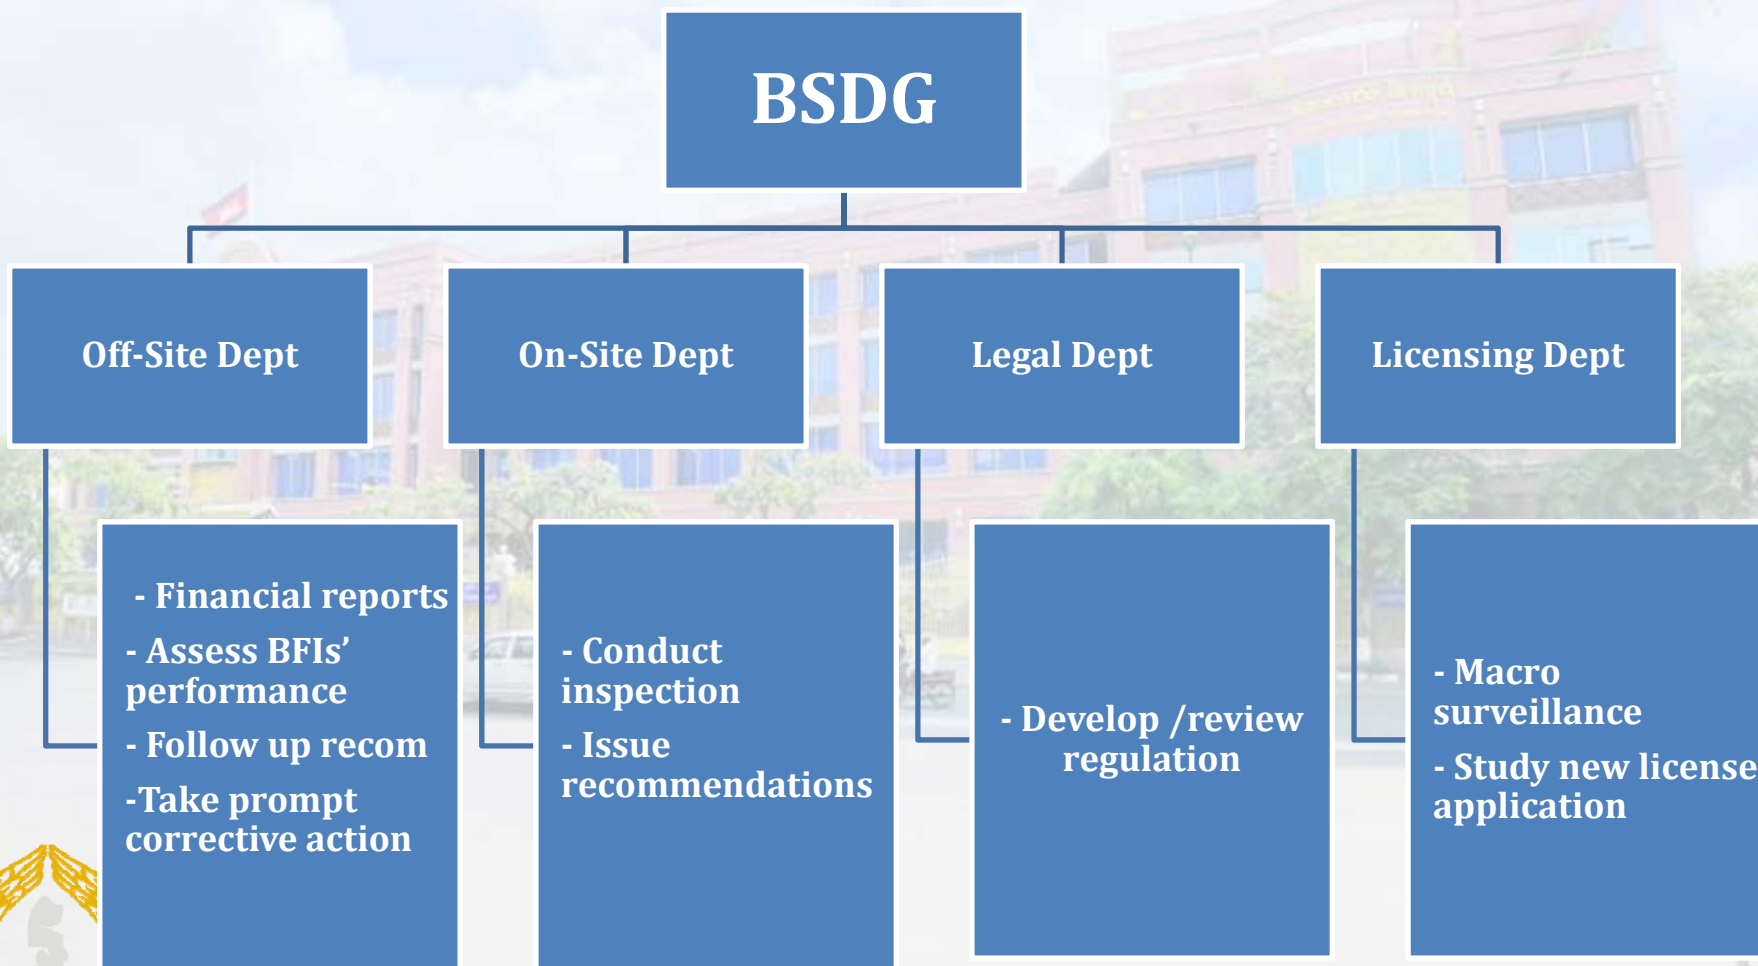 BSDG
Off-Site Dept
On-Site Dept
Legal Dept
Licensing Dept
- Financial reports
- Assess BFIs’
performance
- Follow up recom
-Take prompt
corrective action
- Conduct
inspection
- Issue
recommendations
- Develop /review
regulation
- Macro
surveillance
- Study new license
application